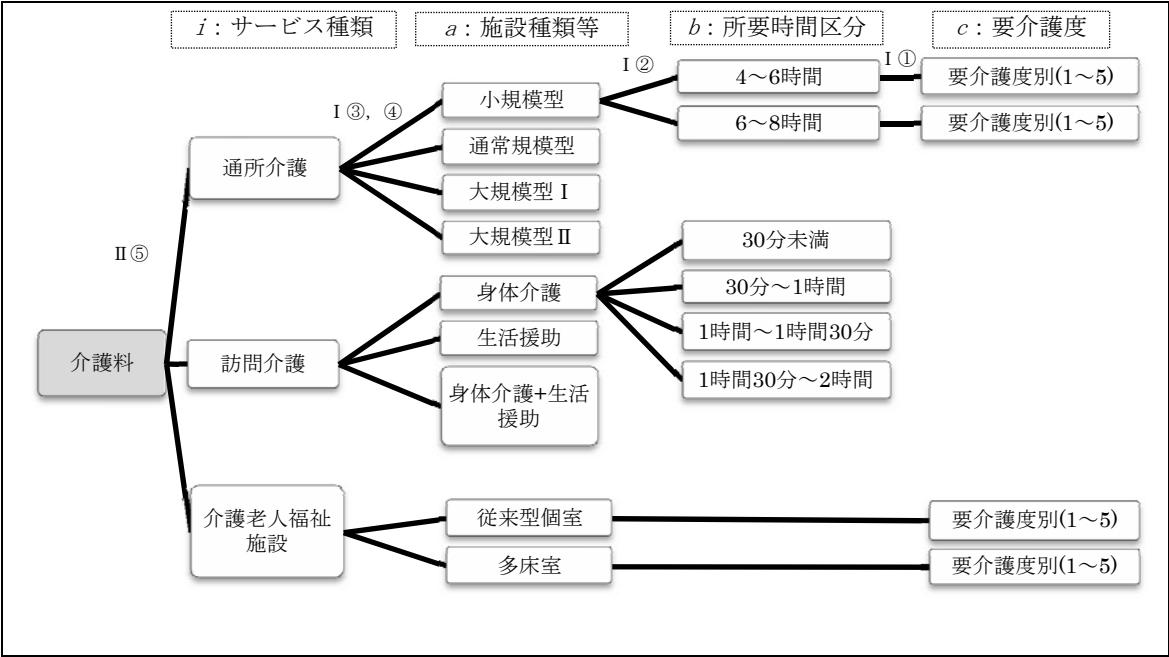 i：サービス種類
a：施設種類等
b：所要時間区分
c：要介護度
Ⅰ③，④
Ⅰ②
Ⅰ①
Ⅱ⑤
介護料
通所介護
小規模型
4～6時間
要介護度別(1～5)
6～8時間
要介護度別(1～5)
通常規模型
大規模型Ⅰ
大規模型Ⅱ
訪問介護
身体介護
30分未満
30分～1時間
1時間～1時間30分
1時間30分～2時間
生活援助
身体介護+生活
援助
介護老人福祉
施設
従来型個室
要介護度別(1～5)
多床室
要介護度別(1～5)